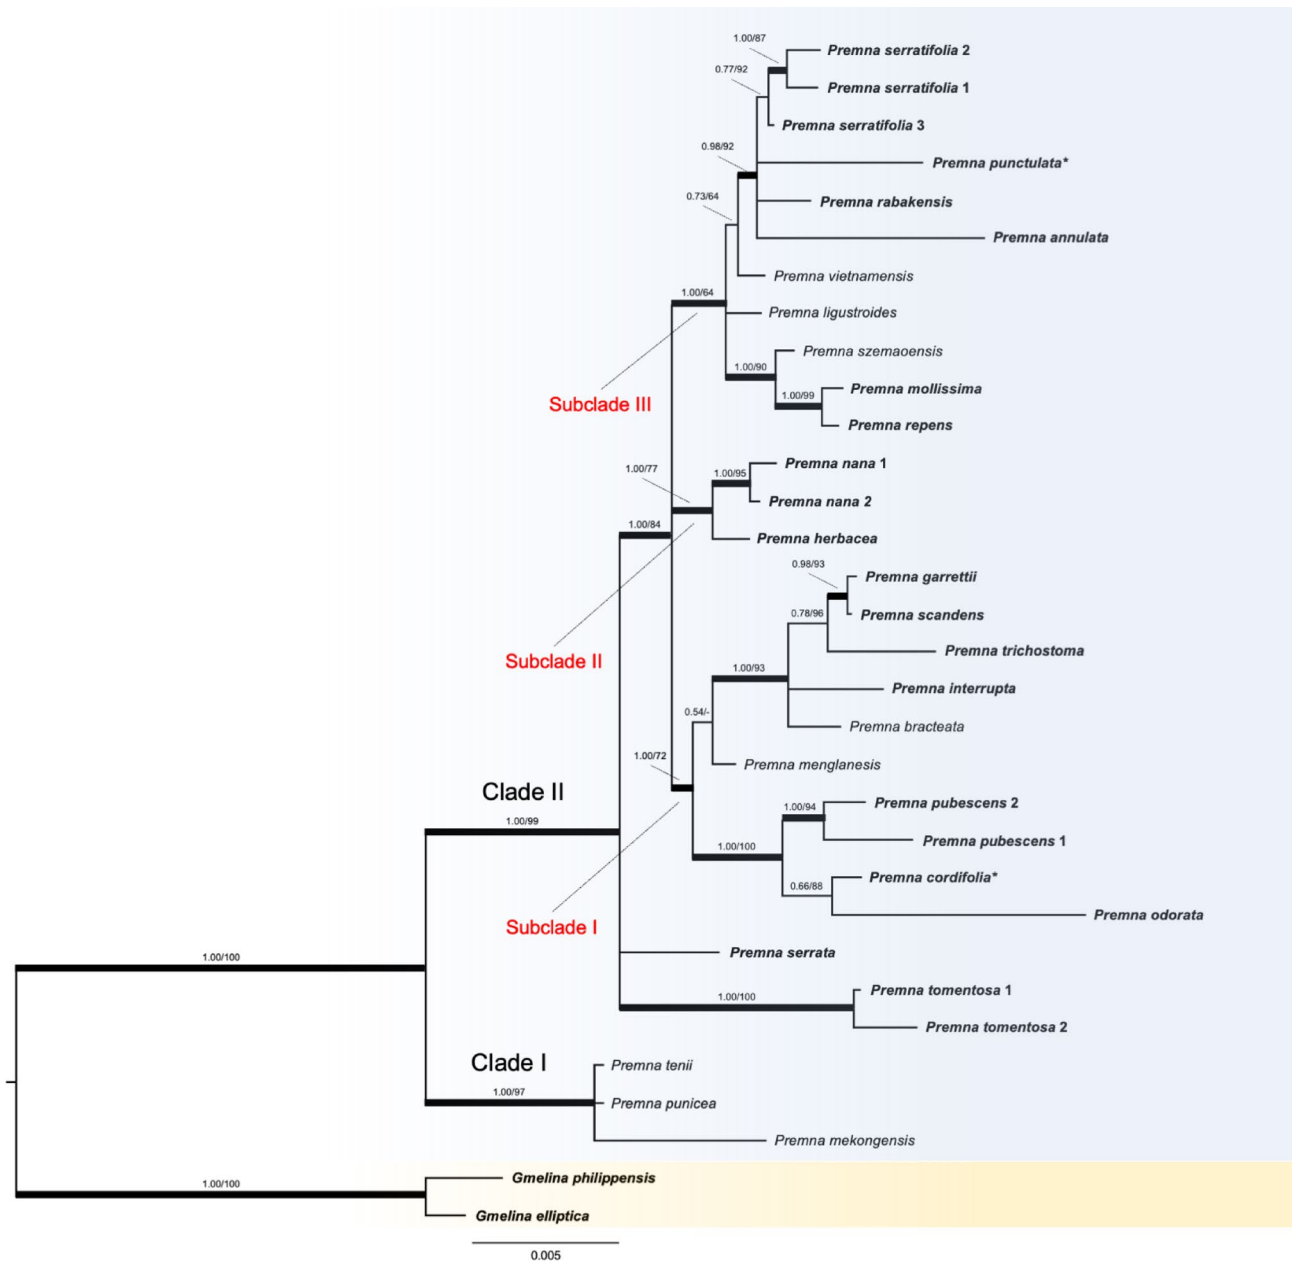 1.00/87
Premna serratifolia 2
0.77/92
Premna serratifolia 1
Premna serratifolia 3
0.98/92
Premna punctulata*
0.73/64
Premna rabakensis
Premna annulata
Premna vietnamensis
1.00/64
Premna ligustroides
Premna szemaoensis
1.00/90
Premna mollissima
1.00/99
Subclade III
Premna repens
Premna nana 1
1.00/77
1.00/95
Premna nana 2
1.00/84
Premna herbacea
0.98/93
Premna garrettii
0.78/96
Premna scandens
Subclade II
Premna trichostoma
1.00/93
Premna interrupta
0.54/-
Premna bracteata
1.00/72
Premna menglanesis
Clade II
Premna pubescens 2
1.00/94
1.00/99
Premna pubescens 1
1.00/100
Premna cordifolia*
0.66/88
Premna odorata
Subclade I
Premna serrata
1.00/100
Premna tomentosa 1
1.00/100
Premna tomentosa 2
Clade I
Premna tenii
1.00/97
Premna punicea
Premna mekongensis
Gmelina philippensis
1.00/100
Gmelina elliptica
0.005